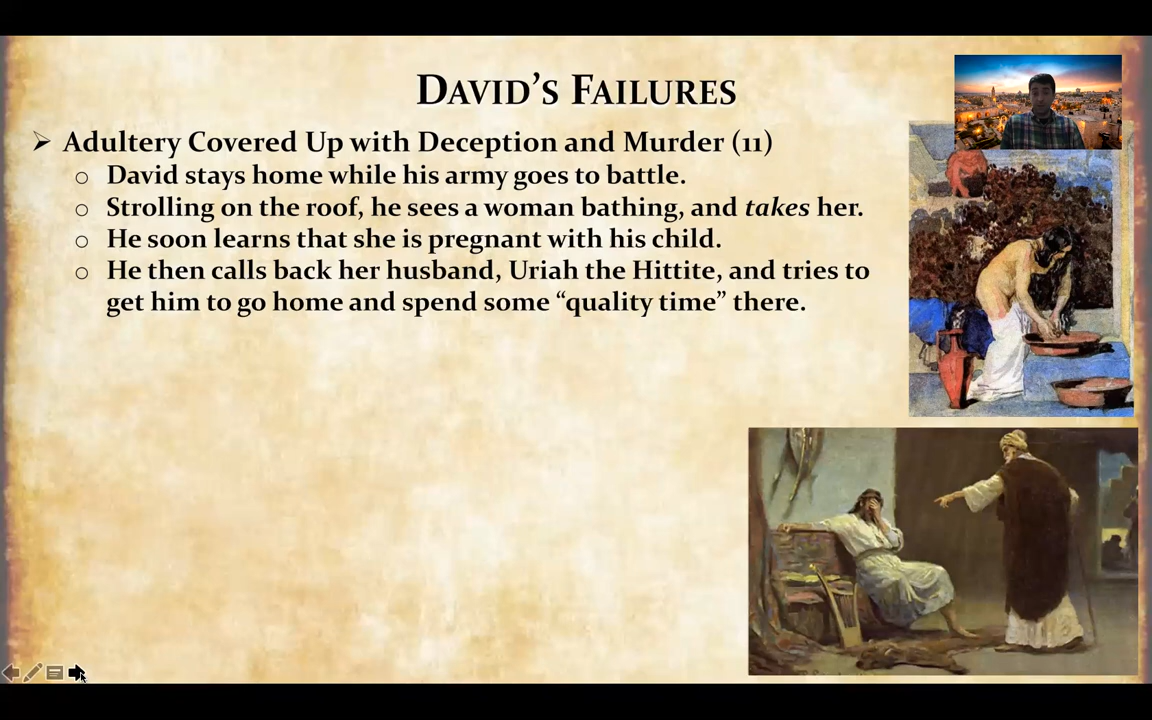 DAVID'S FAILURES
➢ Adultery Covered Up with Deception and Murder (11)
o David stays home while his army goes to battle.
o Strolling on the roof, he sees a woman bathing, and takes her.
o He soon learns that she is pregnant with his child.
o He then calls back her husband, Uriah the Hittite, and tries to
get him to go home and spend some “quality time” there.